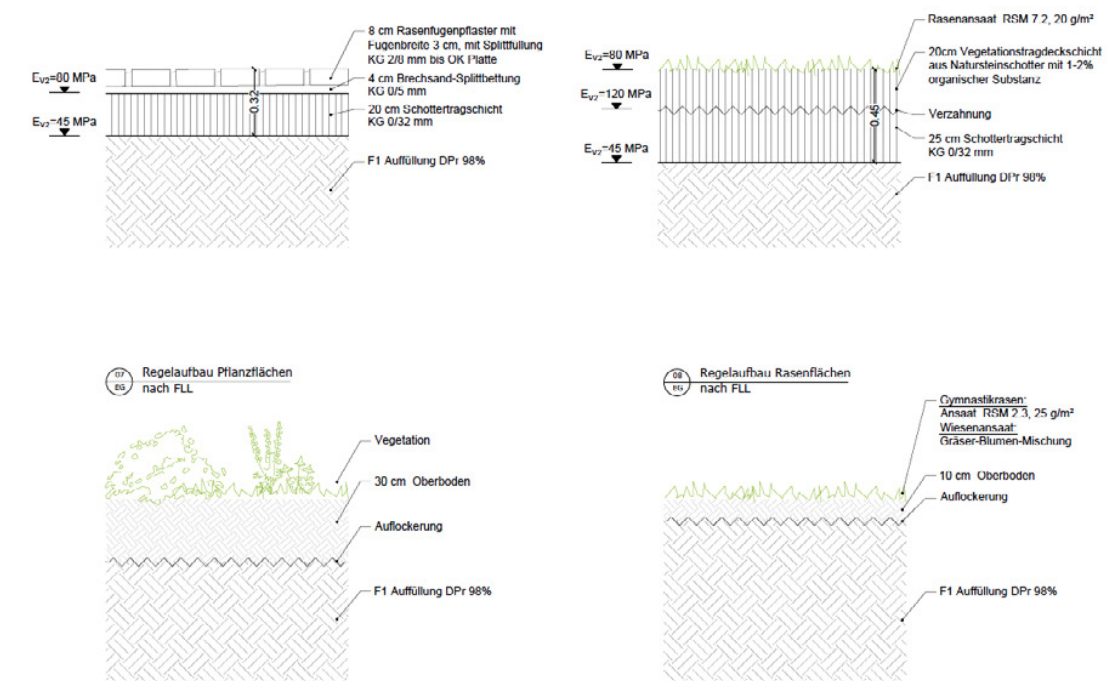 8 cm Rasenfugenpflaster mit
Fugenbreite 3 cm, mit Splittfüllung
KG 2/8 mm bis OK Platte
EV2=80 MPa
4 cm Brechsand-Splittbettung
KG 0/5 mm
0.32
20 cm Schottertragschicht
KG 0/32 mm
EV2=45 MPa
F1 Auffüllung DPr 98%
Rasenansaat RSM 7.2, 20 g/m²
EV2=80 MPa
20cm Vegetationstragdeckschicht
aus Natursteinschotter mit 1-2%
organischer Substanz
EV2=120 MPa
0.45
Verzahnung
EV2=45 MPa
25 cm Schottertragschicht
KG 0/32 mm
F1 Auffüllung DPr 98%
07
EG
Regelaufbau Pflanzflächen
nach FLL
Vegetation
30 cm Oberboden
Auflockerung
F1 Auffüllung DPr 98%
08
EG
Regelaufbau Rasenflächen
nach FLL
Gymnastikrasen:
Ansaat RSM 2.3, 25 g/m²
Wiesenansaat:
Gräser-Blumen-Mischung
10 cm Oberboden
Auflockerung
F1 Auffüllung DPr 98%